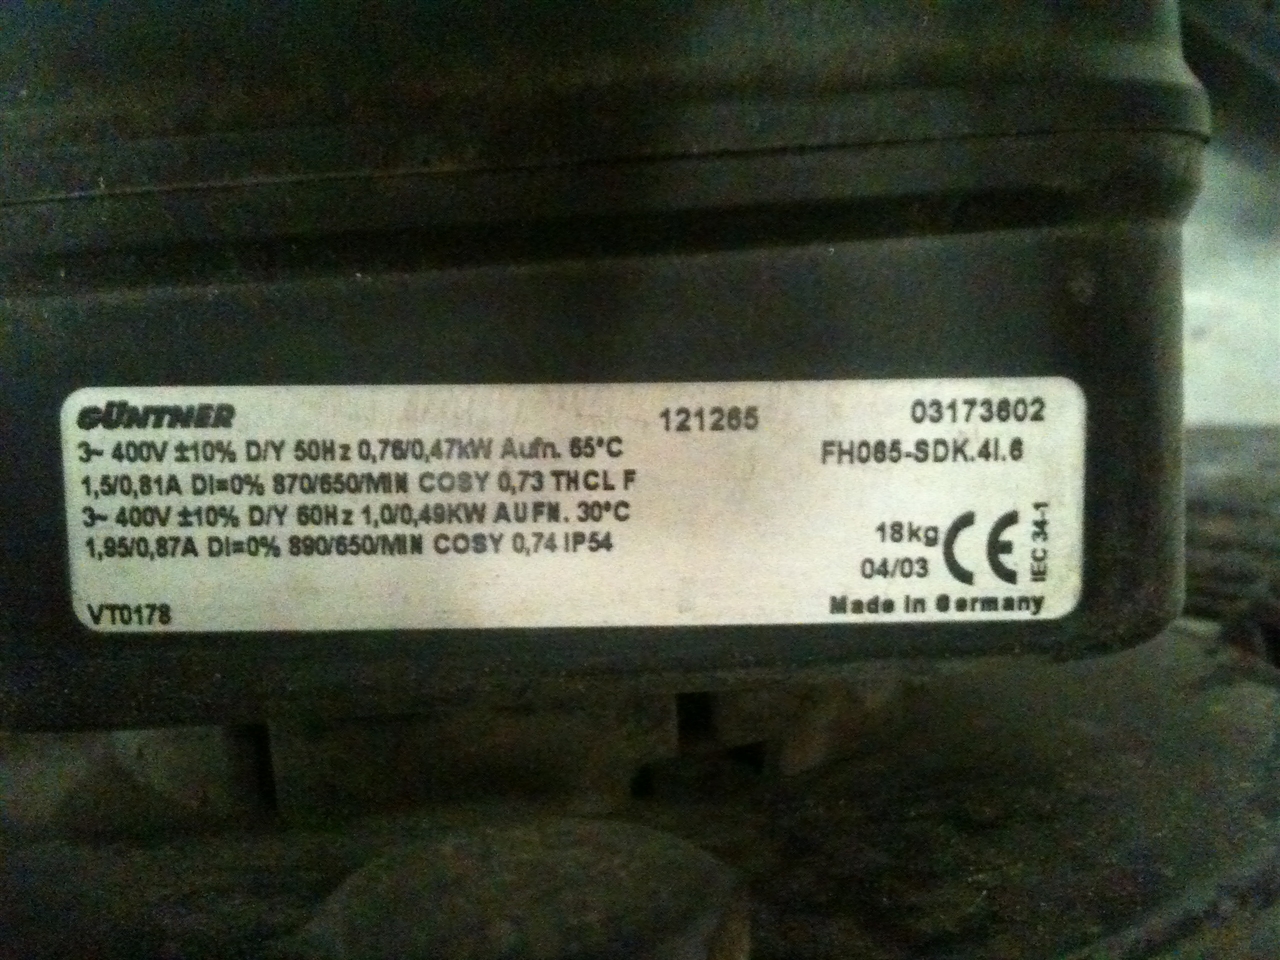 GÜNTNER 121265 03173602
3~ 400V ±10% D/Y 50Hz 0,76/0,47kW Aufn. 65°C FH065-SDK.4I.6
1,5/0,81A DI=0% 870/650/MIN COSY 0,73 THCL F
3~ 400V ±10% D/Y 60Hz 1,0/0,49KW AUFN. 30°C
1,95/0,87A DI=0% 890/650/MIN COSY 0,74 IP54
18kg CE IEC 34-1
04/03
VT0178 Made in Germany